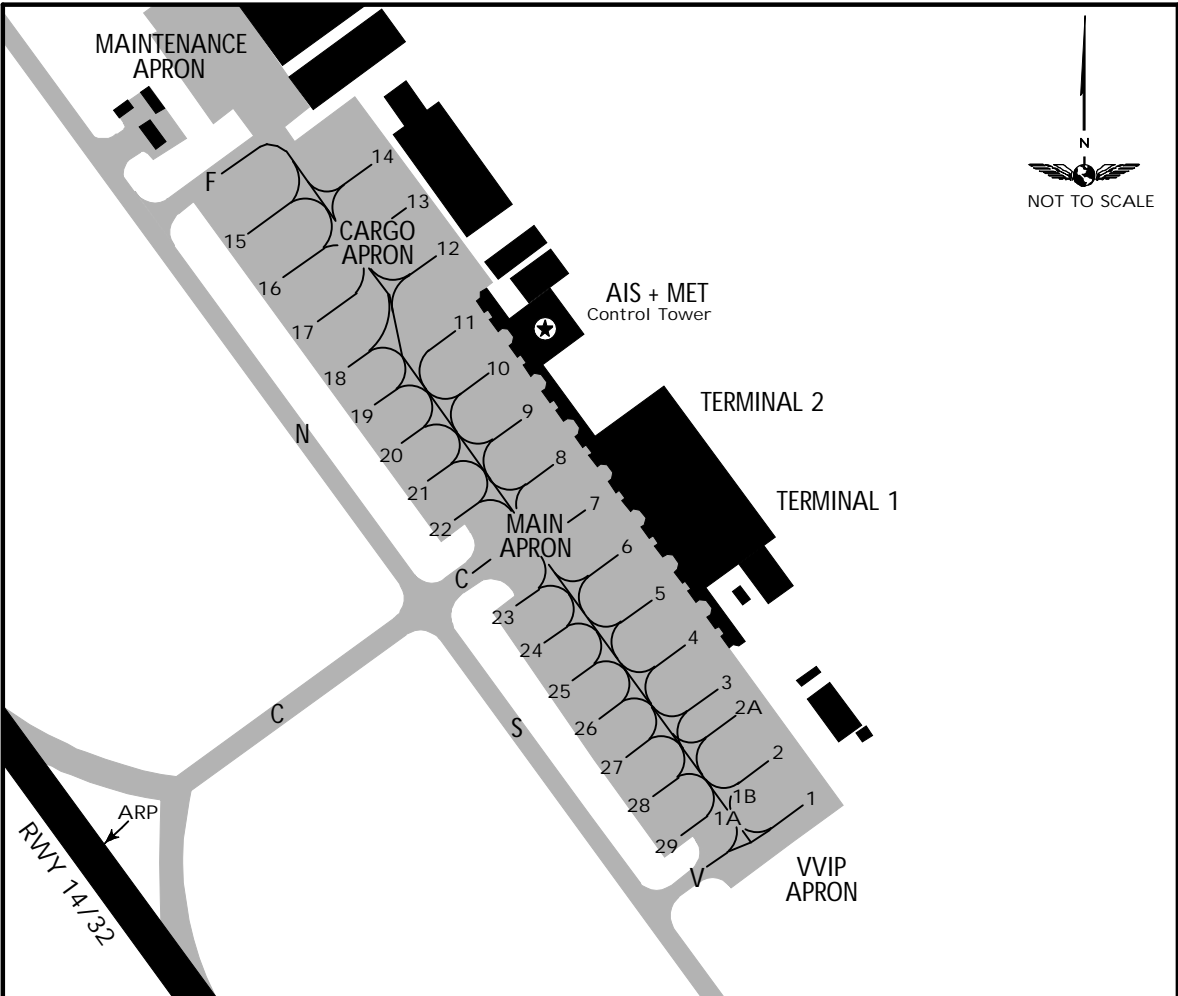 MAINTENANCE
APRON
N
NOT TO SCALE
F
14
13
15
CARGO
APRON
12
16
17
AIS + MET
Control Tower
11
18
10
19
9
TERMINAL 2
N
20
8
21
7
TERMINAL 1
22
MAIN
APRON
6
C
5
23
4
24
3
25
2A
C
S
26
2
27
1B
1
28
1A
ARP
29
RWY 14/32
V
VVIP
APRON